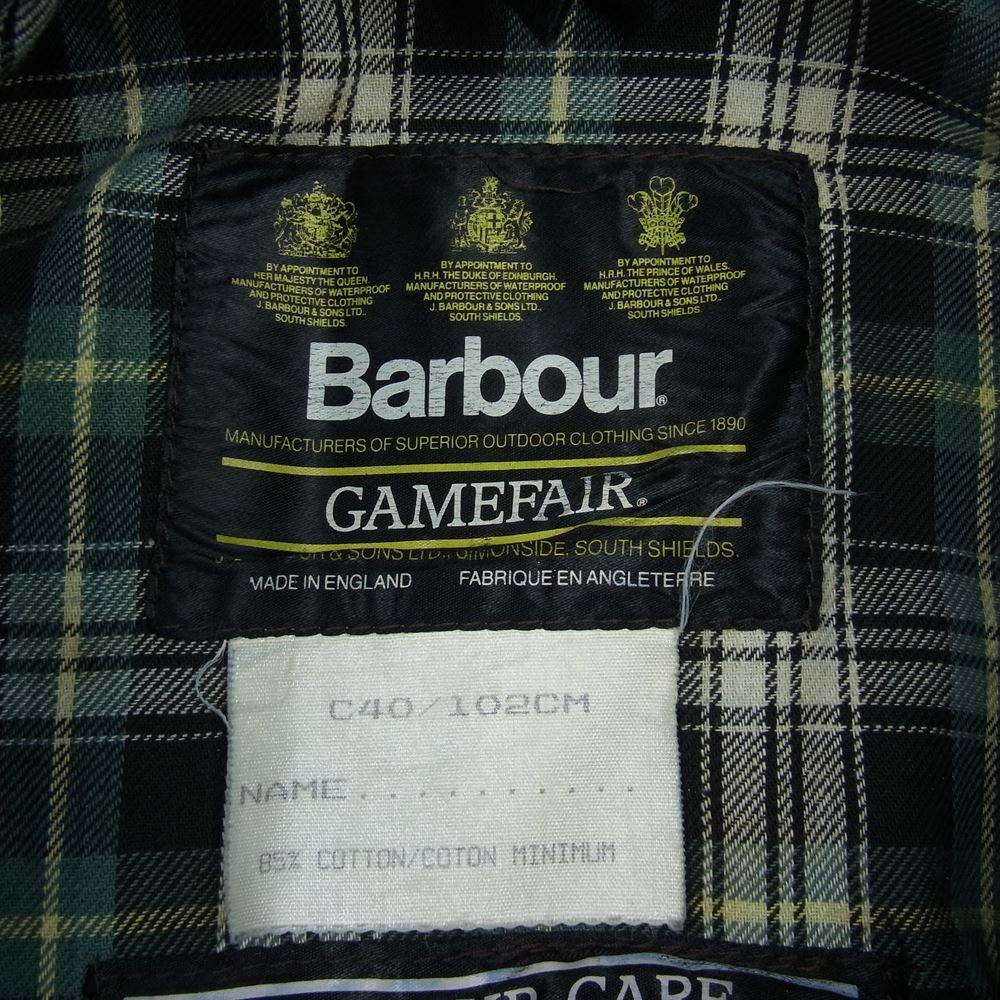 BY APPOINTMENT TO
HER MAJESTY THE QUEEN
MANUFACTURERS OF WATERPROOF
AND PROTECTIVE CLOTHING
J. BARBOUR & SONS LTD.,
SOUTH SHIELDS.
BY APPOINTMENT TO
H.R.H. THE DUKE OF EDINBURGH.
MANUFACTURERS OF WATERPROOF
AND PROTECTIVE CLOTHING
J. BARBOUR & SONS LTD.,
SOUTH SHIELDS.
BY APPOINTMENT TO
H.R.H. THE PRINCE OF WALES.
MANUFACTURERS OF WATERPROOF
AND PROTECTIVE CLOTHING
J. BARBOUR & SONS LTD.,
SOUTH SHIELDS.
Barbour®
MANUFACTURERS OF SUPERIOR OUTDOOR CLOTHING SINCE 1890
GAMEFAIR®
& SONS LTD., SIMONSIDE, SOUTH SHIELDS.
MADE IN ENGLAND FABRIQUE EN ANGLETERRE
C40/102CM
NAME..........
85% COTTON/COTON MINIMUM
CARE